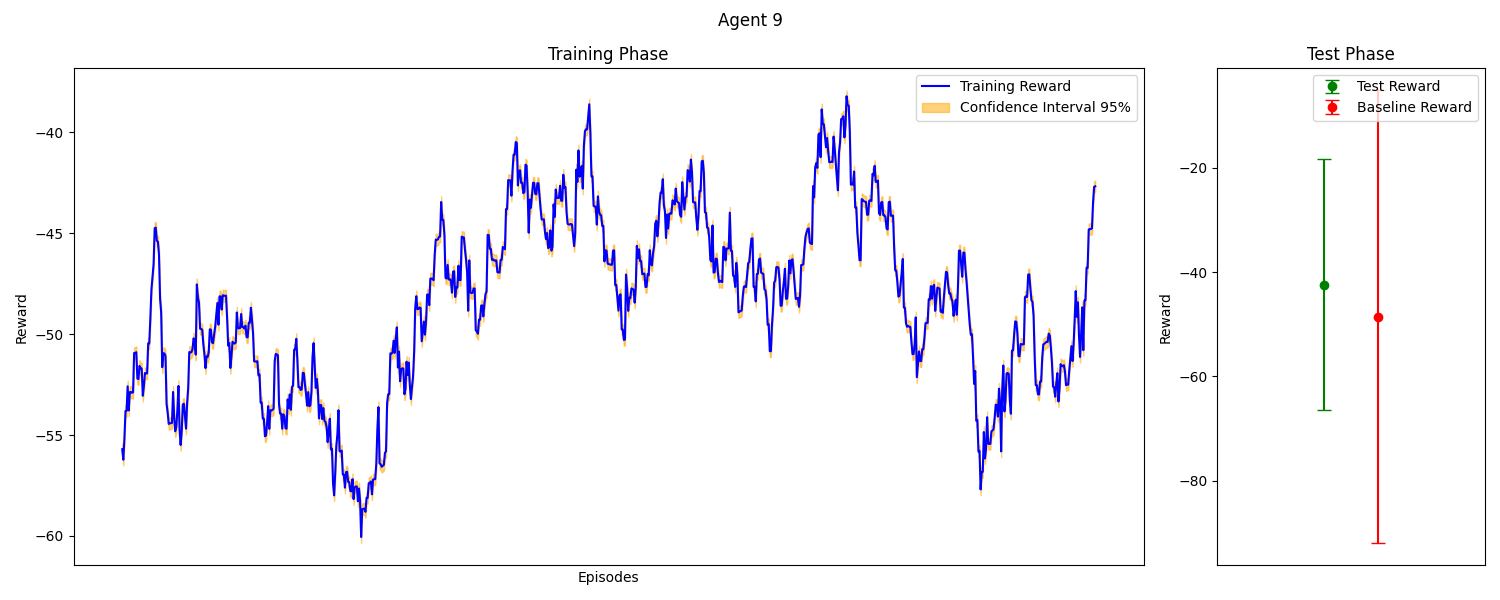 Agent 9
Training Phase
Training Reward
Confidence Interval 95%
Reward
−40
−45
−50
−55
−60
Episodes
Test Phase
Test Reward
Baseline Reward
Reward
−20
−40
−60
−80